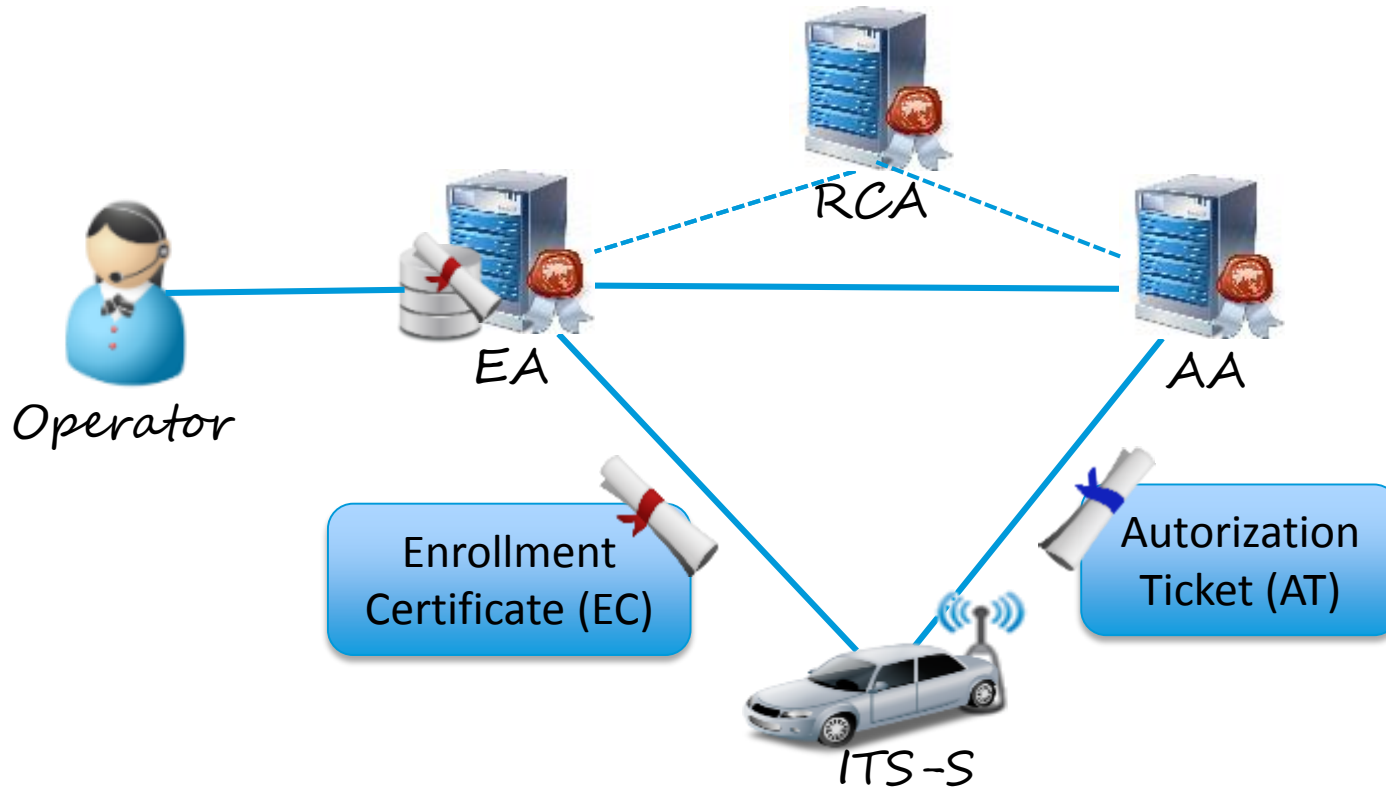 RCA
EA
AA
Operator
Enrollment
Certificate (EC)
Autorization
Ticket (AT)
ITS-S